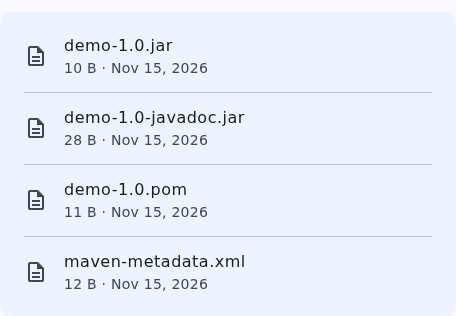 demo-1.0.jar
10 B · Nov 15, 2026
demo-1.0-javadoc.jar
28 B · Nov 15, 2026
demo-1.0.pom
11 B · Nov 15, 2026
maven-metadata.xml
12 B · Nov 15, 2026